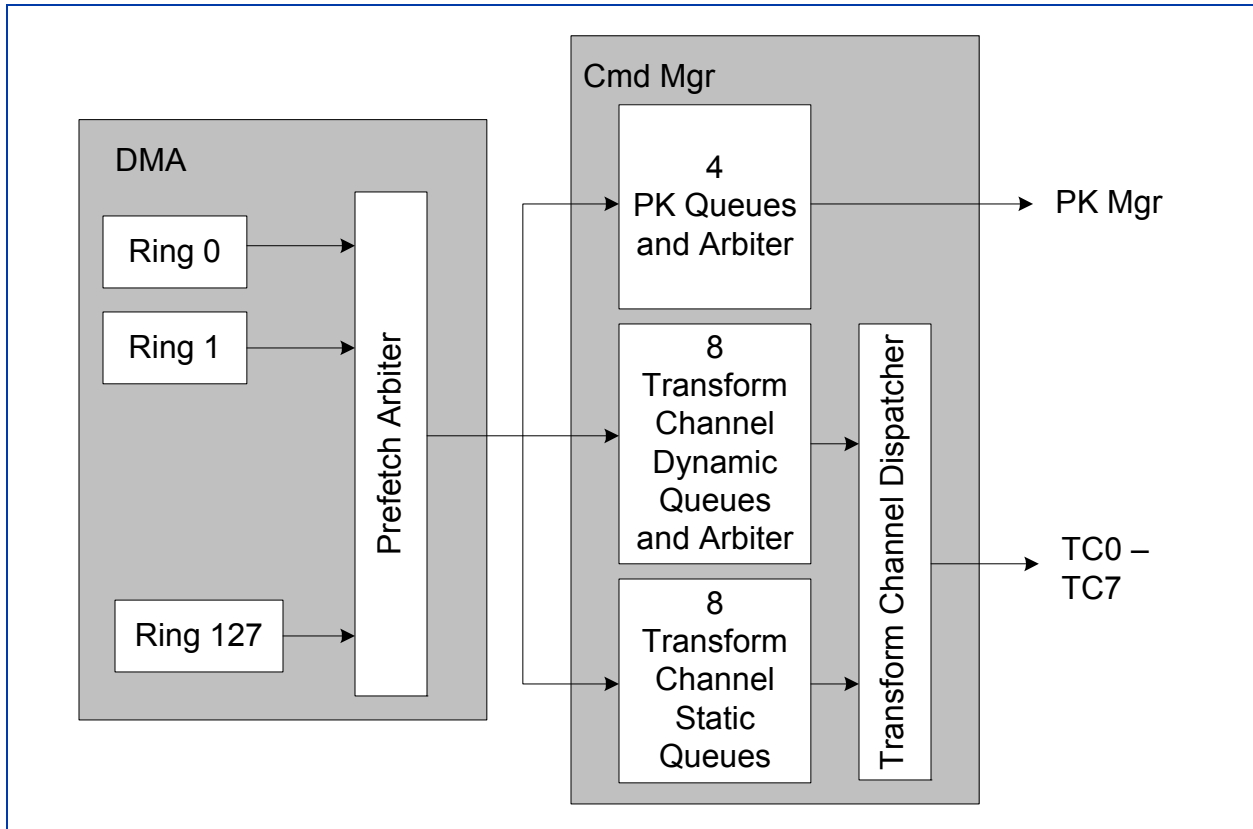 DMA
Ring 0
Ring 1
Ring 127
Prefetch Arbiter
Cmd Mgr
4
PK Queues
and Arbiter
8
Transform
Channel
Dynamic
Queues
and Arbiter
8
Transform
Channel
Static
Queues
Transform Channel Dispatcher
PK Mgr
TC0 –
TC7